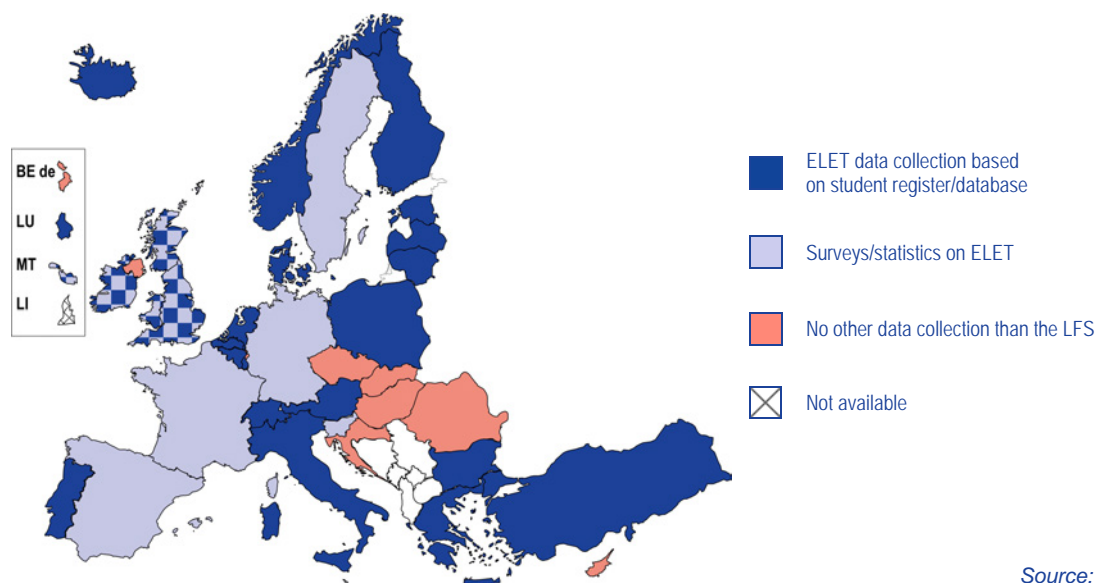 BE de
LU
MT
LI
ELET data collection based
on student register/database
Surveys/statistics on ELET
No other data collection than the LFS
Not available
Source: